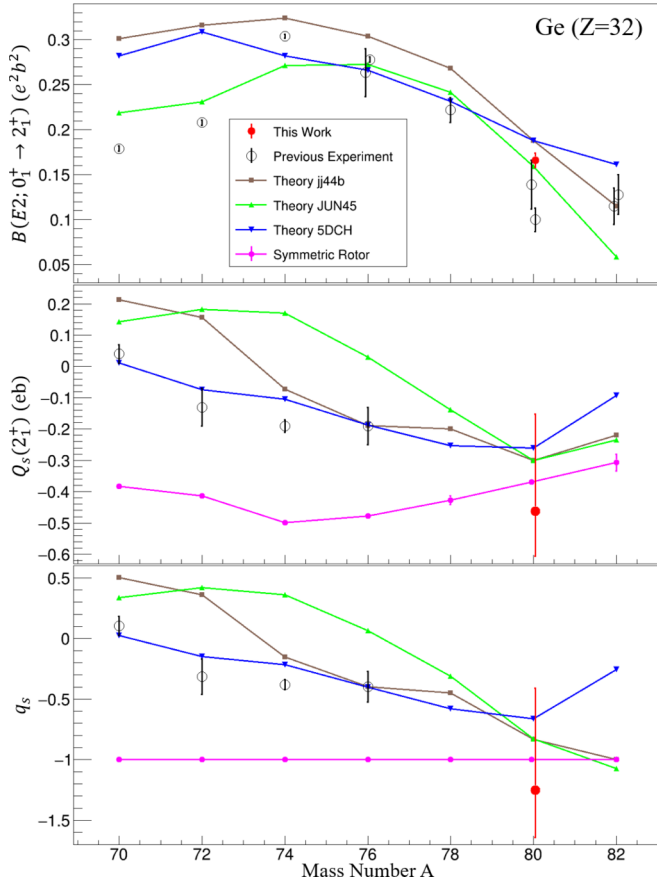 Ge (Z=32)
B(E2; 0₁⁺ → 2₁⁺) (e²b²)
0.3
0.25
0.2
0.15
0.1
0.05
This Work
Previous Experiment
Theory jj44b
Theory JUN45
Theory 5DCH
Symmetric Rotor
Qₛ(2₁⁺) (eb)
0.2
0.1
0
−0.1
−0.2
−0.3
−0.4
−0.5
−0.6
qₛ
0.5
0
−0.5
−1
−1.5
70 72 74 76 78 80 82
Mass Number A